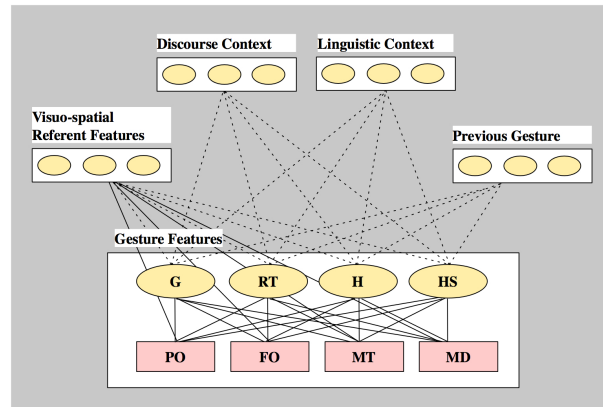 Discourse Context
Linguistic Context
Visuo-spatial
Referent Features
Previous Gesture
Gesture Features
G
RT
H
HS
PO
FO
MT
MD